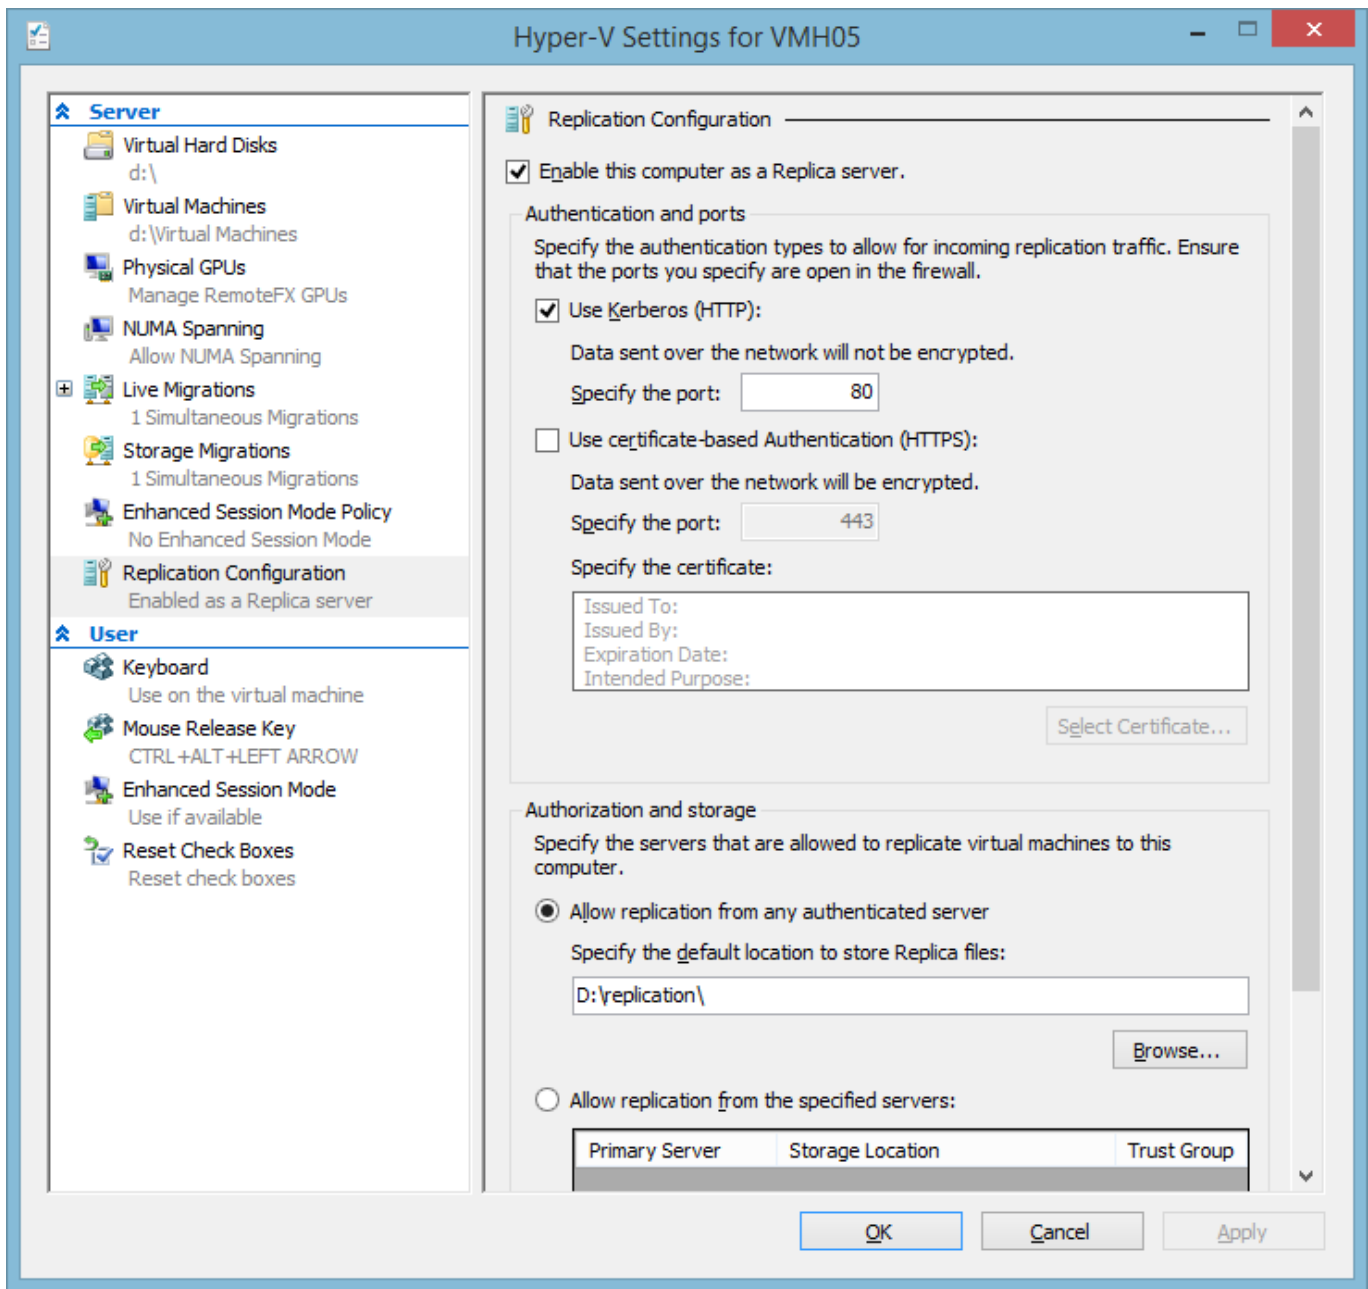 Hyper-V Settings for VMH05
Server
Virtual Hard Disks
d:\
Virtual Machines
d:\Virtual Machines
Physical GPUs
Manage RemoteFX GPUs
NUMA Spanning
Allow NUMA Spanning
Live Migrations
1 Simultaneous Migrations
Storage Migrations
1 Simultaneous Migrations
Enhanced Session Mode Policy
No Enhanced Session Mode
Replication Configuration
Enabled as a Replica server
User
Keyboard
Use on the virtual machine
Mouse Release Key
CTRL+ALT+LEFT ARROW
Enhanced Session Mode
Use if available
Reset Check Boxes
Reset check boxes
Replication Configuration
Enable this computer as a Replica server.
Authentication and ports
Specify the authentication types to allow for incoming replication traffic. Ensure
that the ports you specify are open in the firewall.
Use Kerberos (HTTP):
Data sent over the network will not be encrypted.
Specify the port: 80
Use certificate-based Authentication (HTTPS):
Data sent over the network will be encrypted.
Specify the port: 443
Specify the certificate:
Issued To:
Issued By:
Expiration Date:
Intended Purpose:
Select Certificate...
Authorization and storage
Specify the servers that are allowed to replicate virtual machines to this
computer.
Allow replication from any authenticated server
Specify the default location to store Replica files:
D:\replication\
Browse...
Allow replication from the specified servers:
Primary Server Storage Location Trust Group
OK Cancel Apply